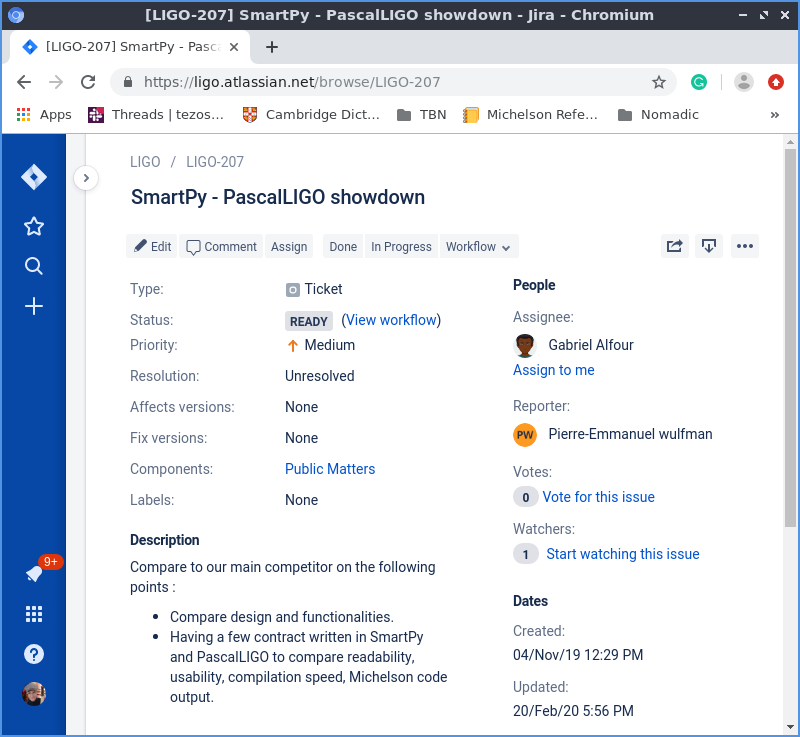 [LIGO-207] SmartPy - PascalLIGO showdown - Jira - Chromium
[LIGO-207] SmartPy - Pasc
https://ligo.atlassian.net/browse/LIGO-207
Apps Threads | tezos… Cambridge Dict… TBN Michelson Refe… Nomadic »
LIGO / LIGO-207
SmartPy - PascalLIGO showdown
Edit Comment Assign Done In Progress Workflow
Type: Ticket
Status: READY (View workflow)
Priority: Medium
Resolution: Unresolved
Affects versions: None
Fix versions: None
Components: Public Matters
Labels: None
Description
Compare to our main competitor on the following
points :
• Compare design and functionalities.
• Having a few contract written in SmartPy
and PascalLIGO to compare readability,
usability, compilation speed, Michelson code
output.
People
Assignee:
Gabriel Alfour
Assign to me
Reporter:
PW Pierre-Emmanuel wulfman
Votes:
0 Vote for this issue
Watchers:
1 Start watching this issue
Dates
Created:
04/Nov/19 12:29 PM
Updated:
20/Feb/20 5:56 PM
9+